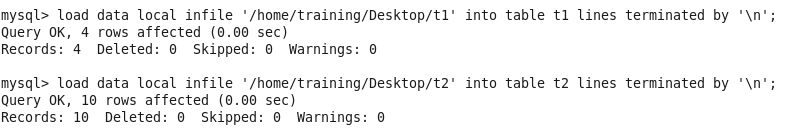 mysql> load data local infile '/home/training/Desktop/t1' into table t1 lines terminated by '\n';
Query OK, 4 rows affected (0.00 sec)
Records: 4  Deleted: 0  Skipped: 0  Warnings: 0

mysql> load data local infile '/home/training/Desktop/t2' into table t2 lines terminated by '\n';
Query OK, 10 rows affected (0.00 sec)
Records: 10  Deleted: 0  Skipped: 0  Warnings: 0